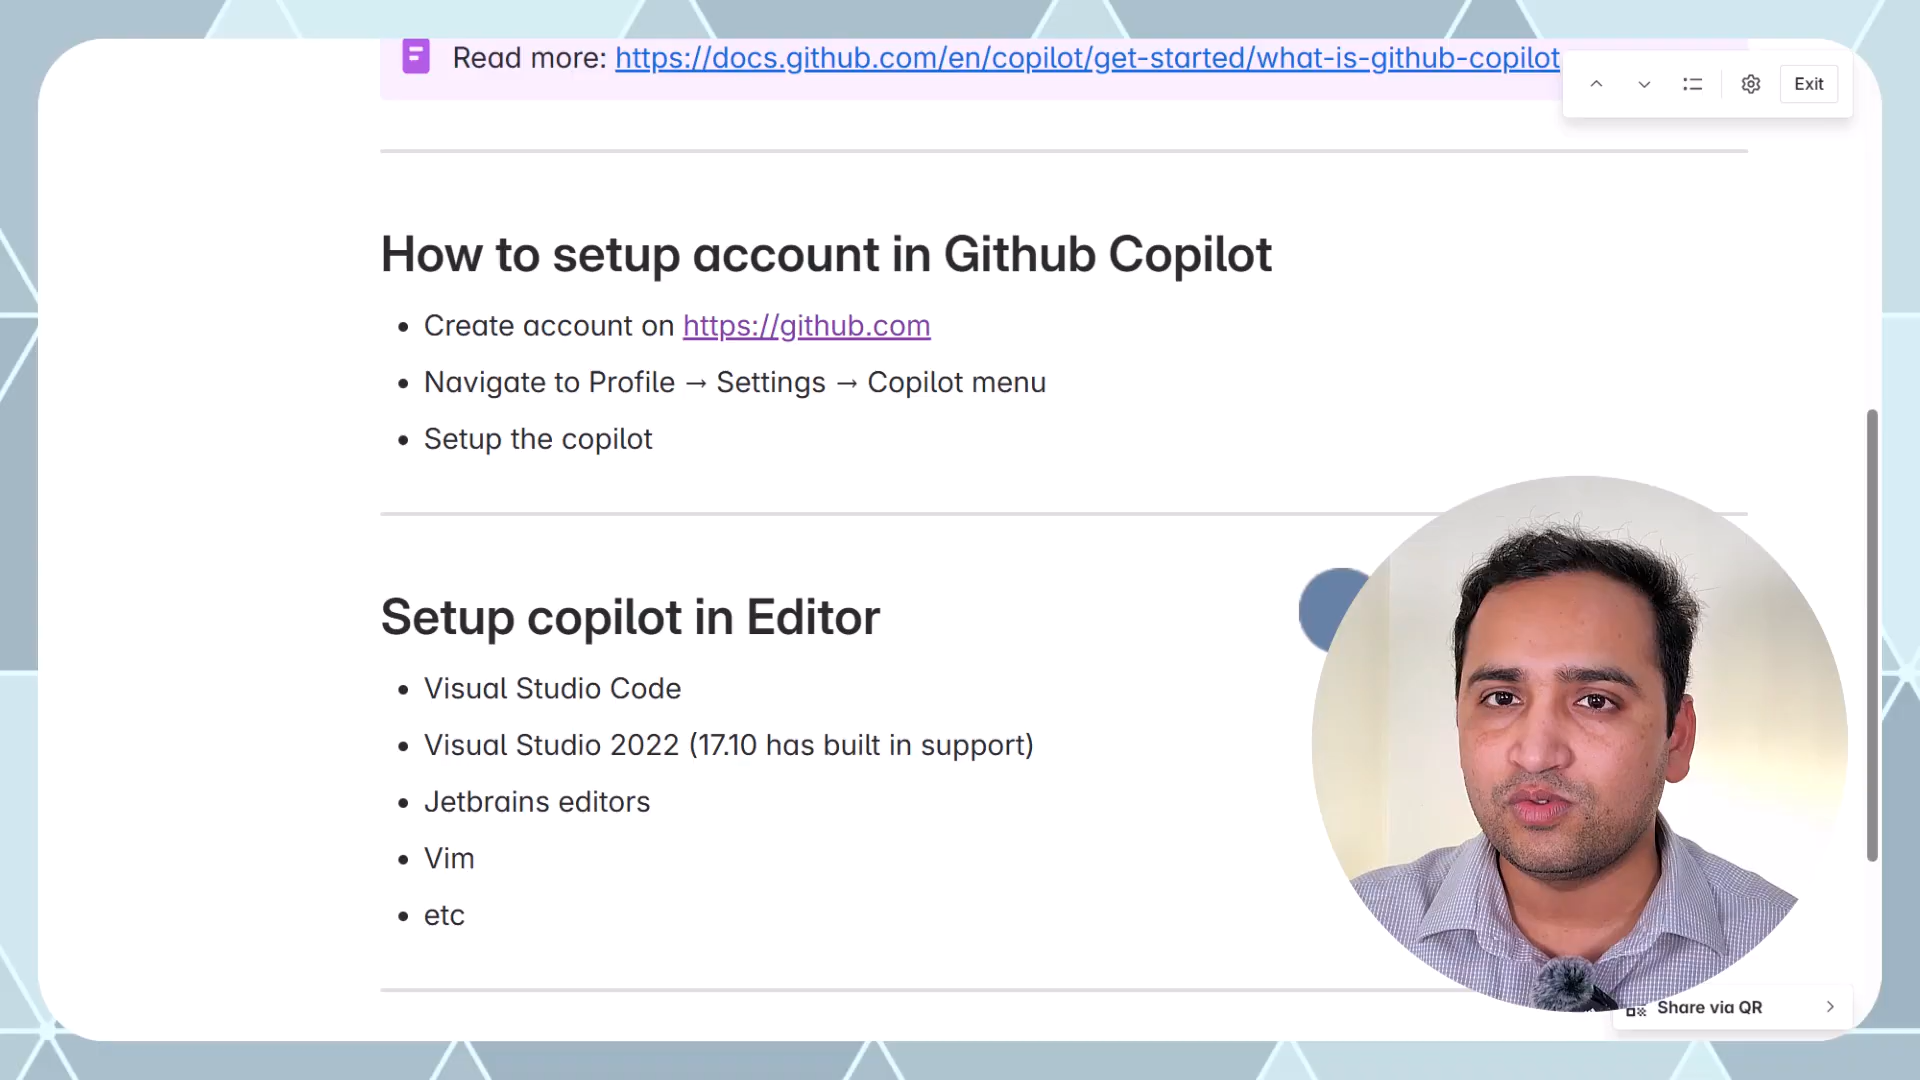 Read more: https://docs.github.com/en/copilot/get-started/what-is-github-copilot
Exit
How to setup account in Github Copilot
Create account on https://github.com
Navigate to Profile → Settings → Copilot menu
Setup the copilot
Setup copilot in Editor
Visual Studio Code
Visual Studio 2022 (17.10 has built in support)
Jetbrains editors
Vim
etc
Share via QR